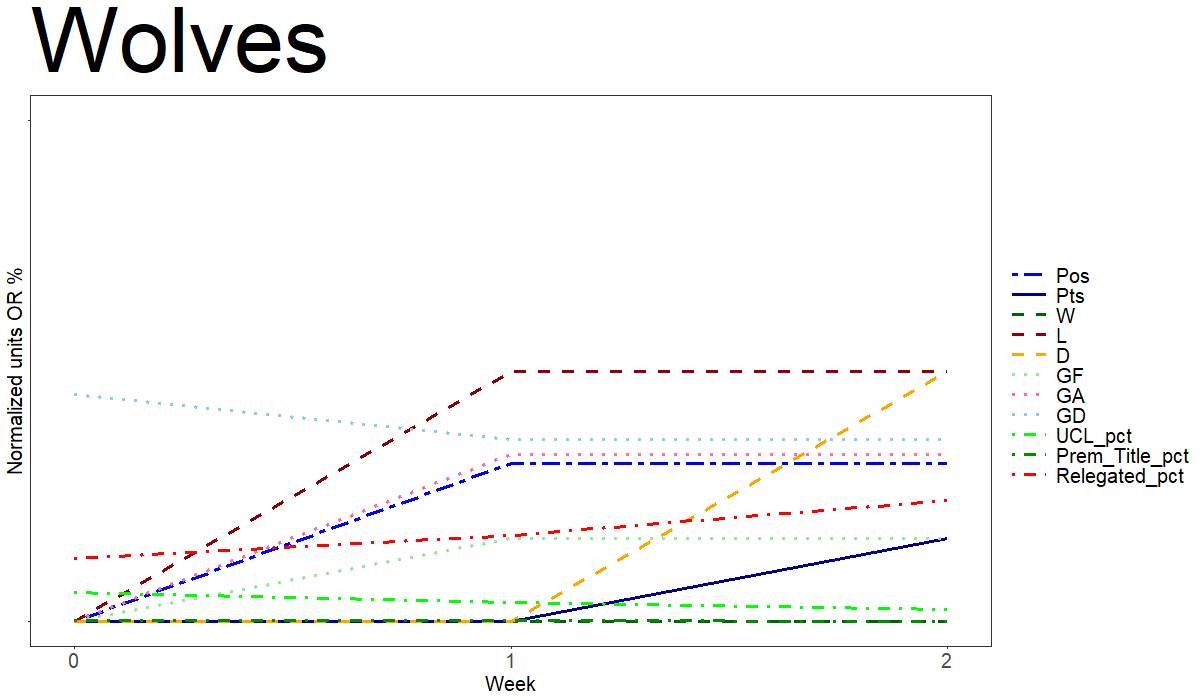 Wolves
Normalized units OR %
0 1 2
Week
Pos
Pts
W
L
D
GF
GA
GD
UCL_pct
Prem_Title_pct
Relegated_pct